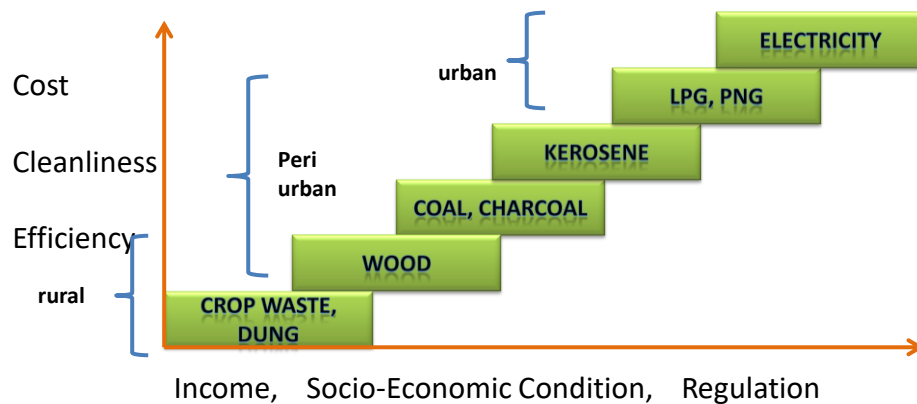 ELECTRICITY
urban
Cost
LPG, PNG
Cleanliness
Peri
urban
KEROSENE
COAL, CHARCOAL
Efficiency
WOOD
rural
CROP WASTE,
DUNG
Income, Socio-Economic Condition, Regulation